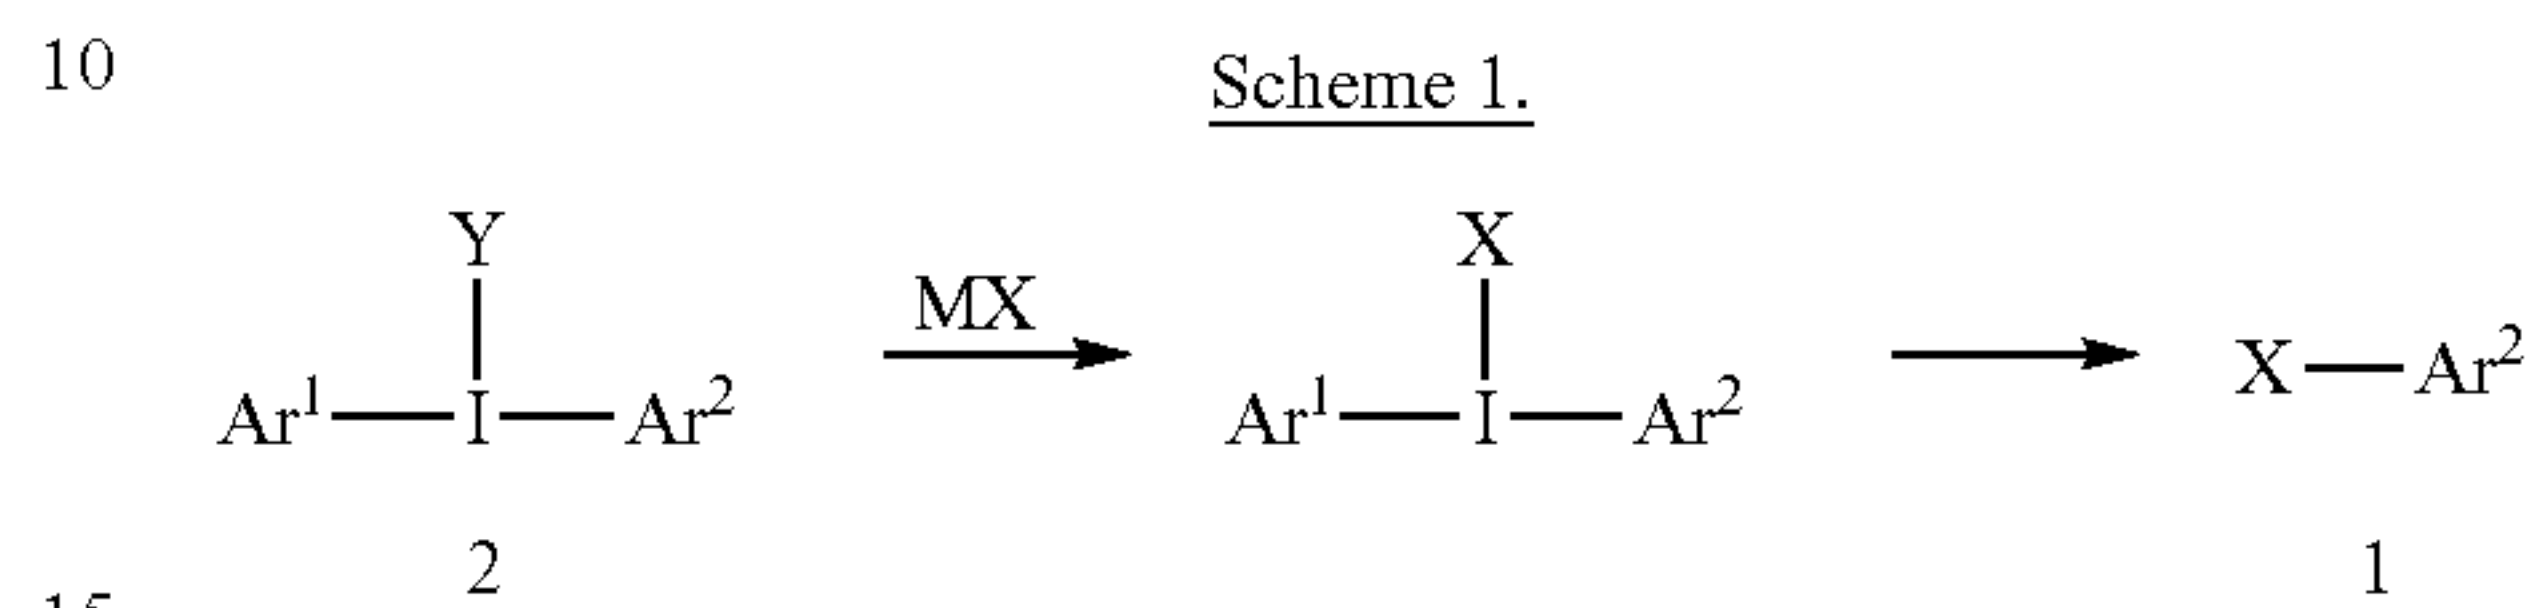 10
Scheme 1.
Y
X
MX
Ar¹—I—Ar²
Ar¹—I—Ar²
X—Ar²
2
1